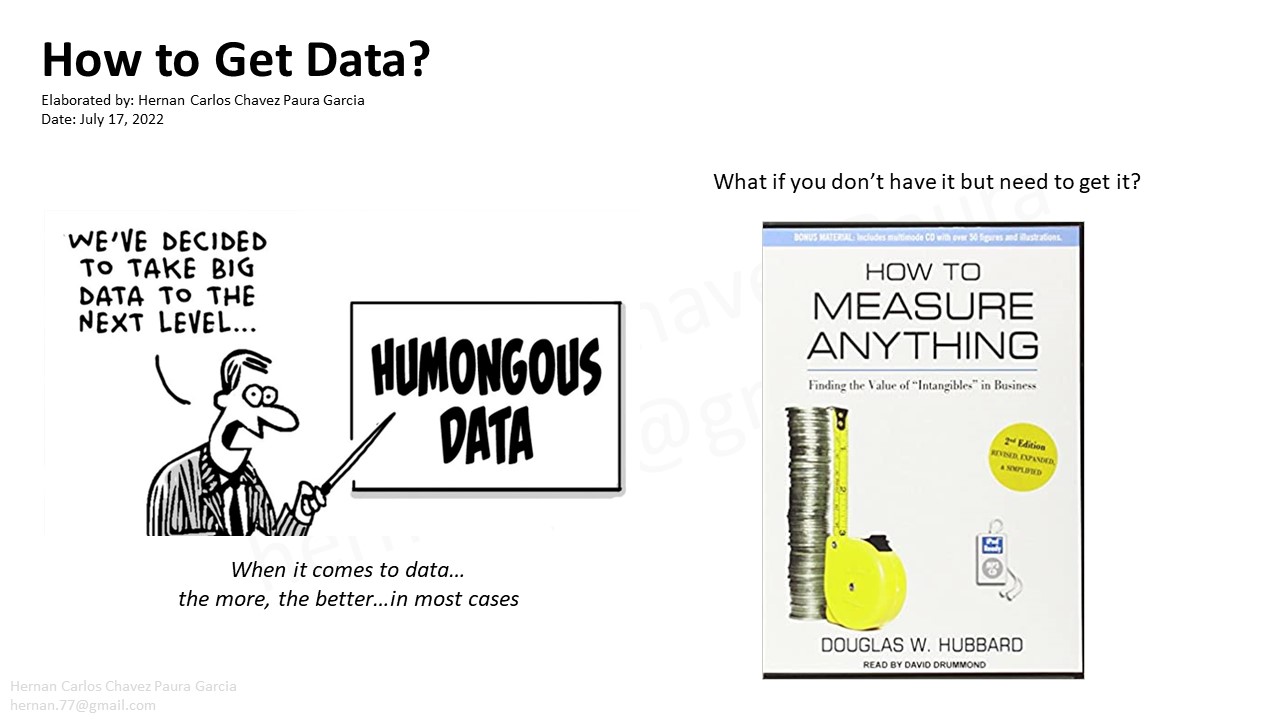 How to Get Data?
Elaborated by: Hernan Carlos Chavez Paura Garcia
Date: July 17, 2022
WE'VE DECIDED
TO TAKE BIG
DATA TO THE
NEXT LEVEL...
HUMONGOUS
DATA
When it comes to data…
the more, the better…in most cases
What if you don’t have it but need to get it?
BONUS MATERIAL: Includes multimode CD with over 50 figures and illustrations.
HOW TO
MEASURE
ANYTHING
Finding the Value of “Intangibles” in Business
2nd Edition
REVISED, EXPANDED,
& SIMPLIFIED
DOUGLAS W. HUBBARD
READ BY DAVID DRUMMOND
Hernan Carlos Chavez Paura Garcia
hernan.77@gmail.com